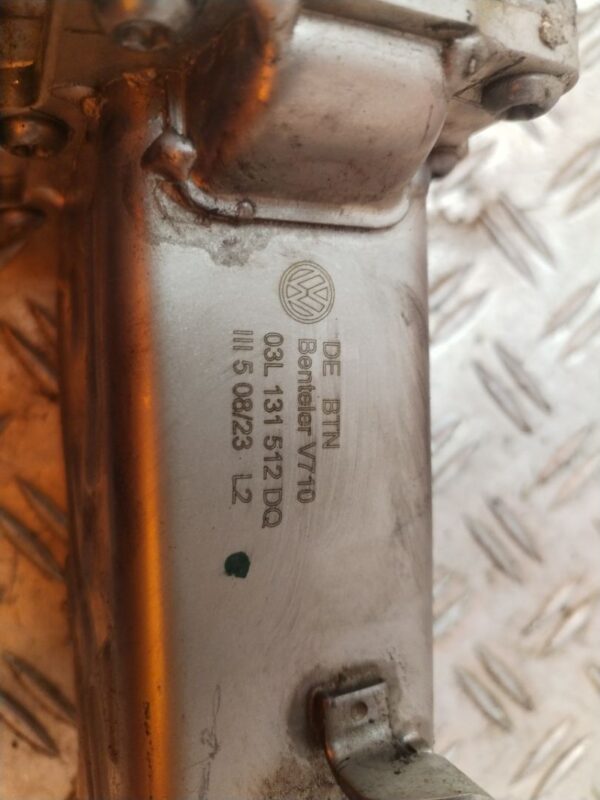 DE BTN
Benteler V710
03L 131 512 DQ
III 5 08/23 L2